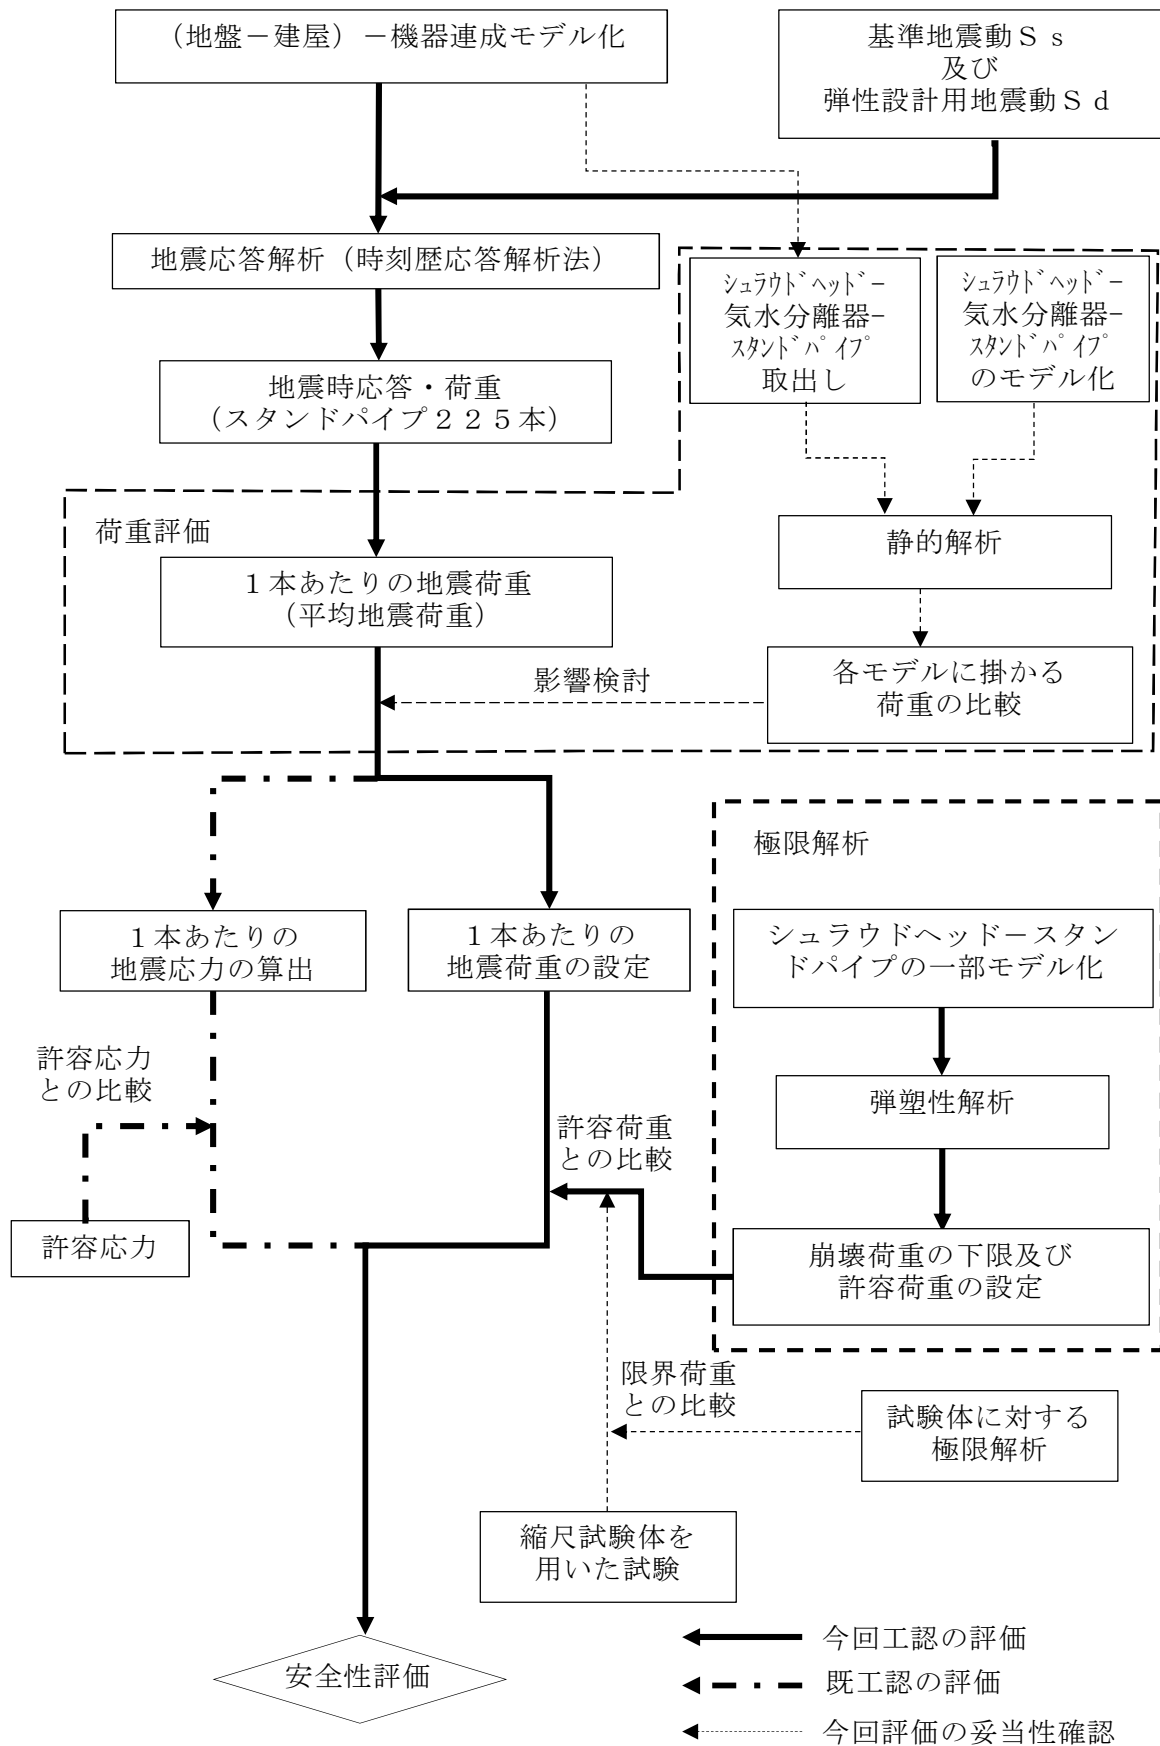 （地盤－建屋）－機器連成モデル化
基準地震動Ｓｓ
及び
弾性設計用地震動Ｓｄ
地震応答解析（時刻歴応答解析法）
ｼｭﾗｳﾄﾞﾍｯﾄﾞ－
気水分離器－
ｽﾀﾝﾄﾞﾊﾟｲﾌﾟ
取出し
ｼｭﾗｳﾄﾞﾍｯﾄﾞ－
気水分離器－
ｽﾀﾝﾄﾞﾊﾟｲﾌﾟ
のモデル化
地震時応答・荷重
（スタンドパイプ２２５本）
荷重評価
静的解析
１本あたりの地震荷重
（平均地震荷重）
影響検討
各モデルに掛かる
荷重の比較
極限解析
１本あたりの
地震応力の算出
１本あたりの
地震荷重の設定
シュラウドヘッド－スタン
ドパイプの一部モデル化
許容応力
との比較
弾塑性解析
許容荷重
との比較
許容応力
崩壊荷重の下限及び
許容荷重の設定
限界荷重
との比較
試験体に対する
極限解析
縮尺試験体を
用いた試験
安全性評価
今回工認の評価
既工認の評価
今回評価の妥当性確認